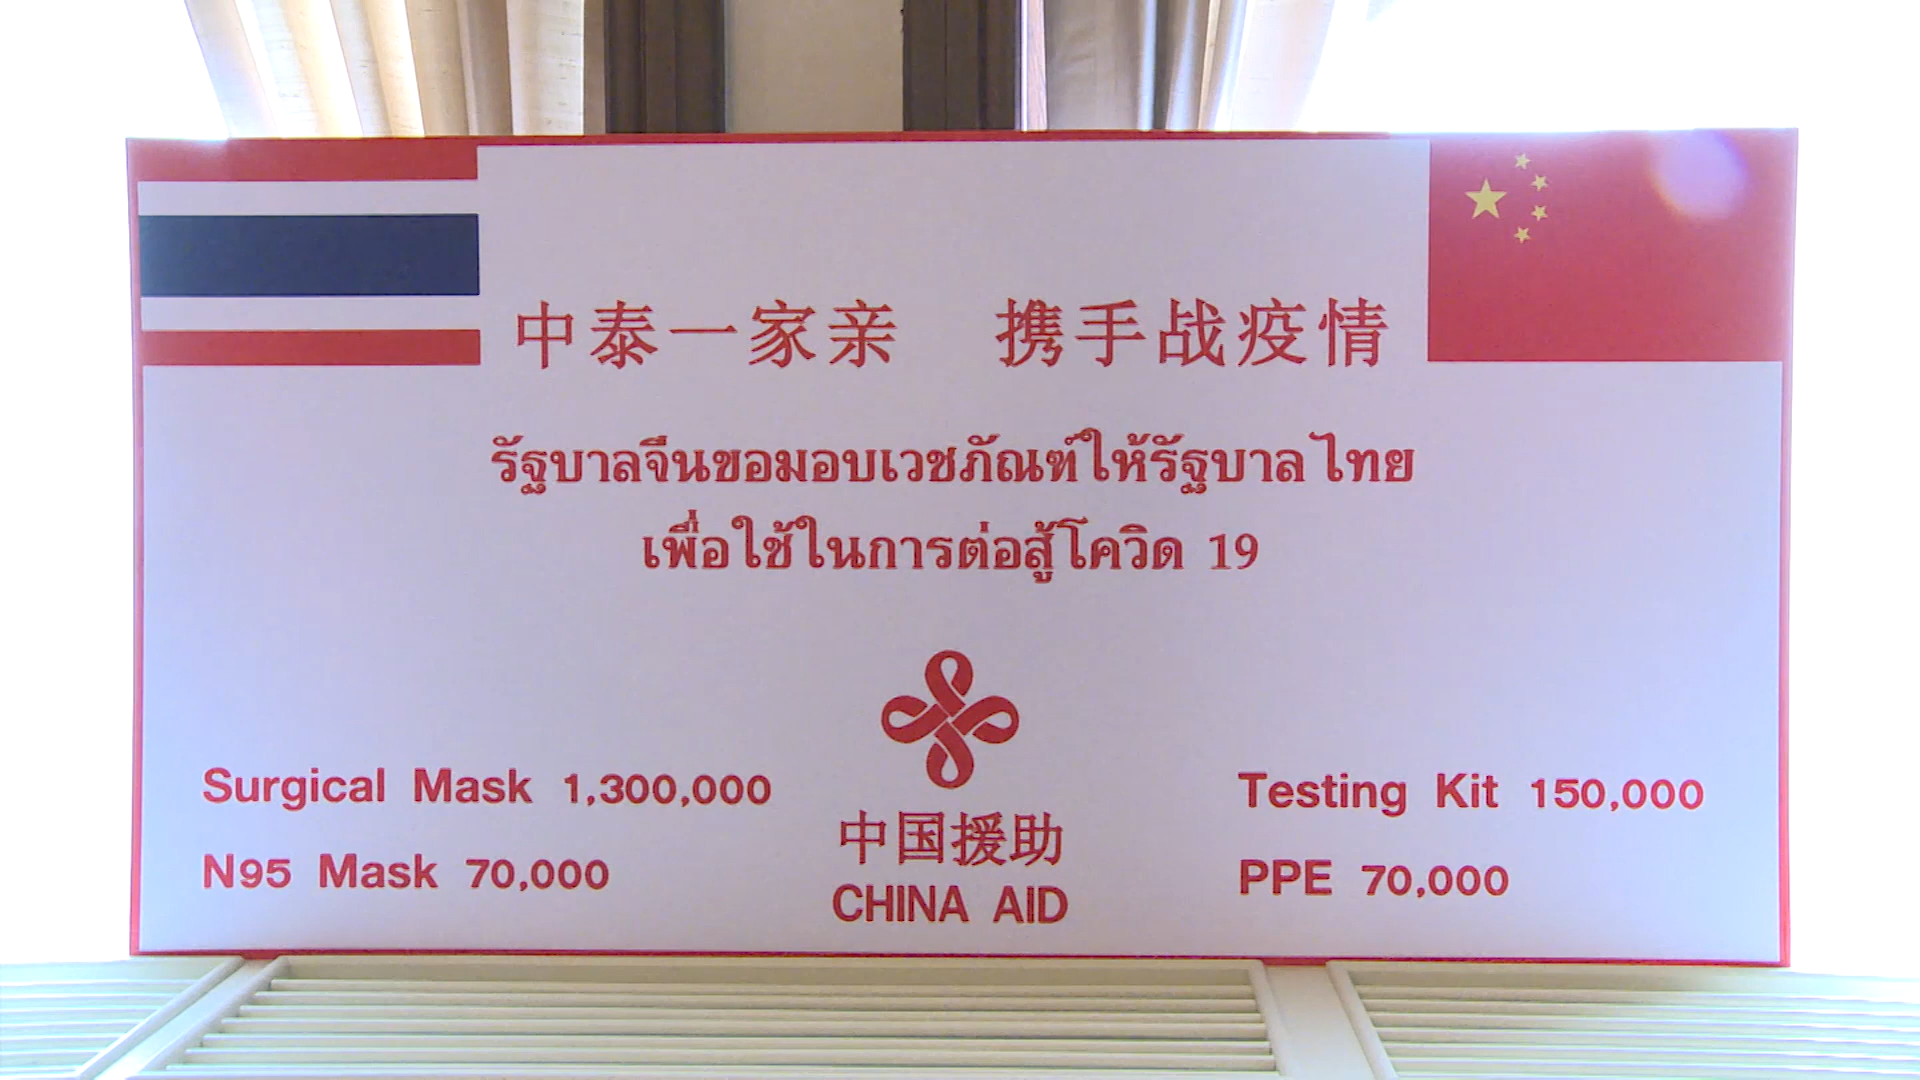 中泰一家亲 携手战疫情
รัฐบาลจีนขอมอบเวชภัณฑ์ให้รัฐบาลไทย
เพื่อใช้ในการต่อสู้โควิด 19
Surgical Mask 1,300,000
N95 Mask 70,000
中国援助
CHINA AID
Testing Kit 150,000
PPE 70,000